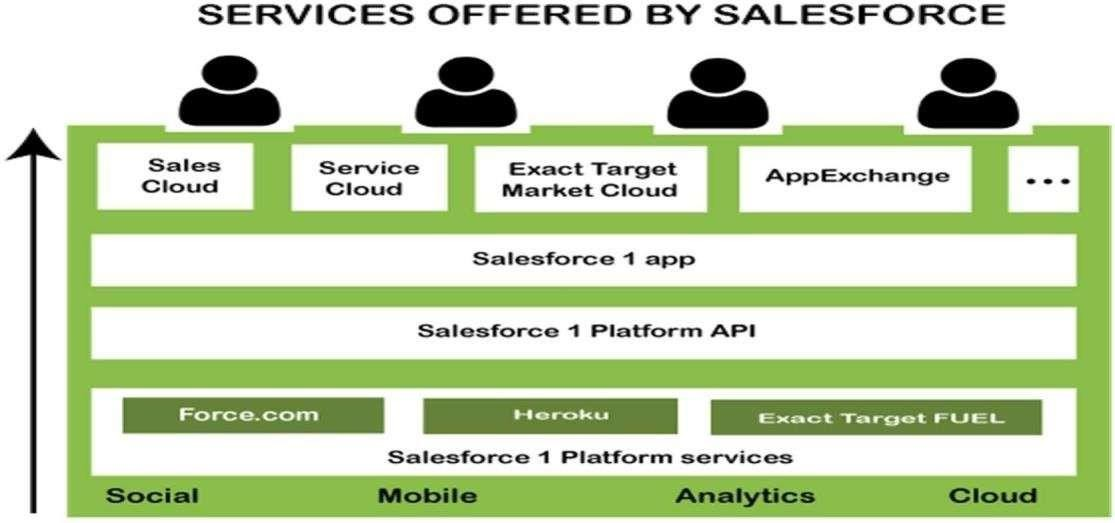 SERVICES OFFERED BY SALESFORCE
Sales
Cloud
Service
Cloud
Exact Target
Market Cloud
AppExchange
...
Salesforce 1 app
Salesforce 1 Platform API
Force.com
Heroku
Exact Target FUEL
Salesforce 1 Platform services
Social
Mobile
Analytics
Cloud